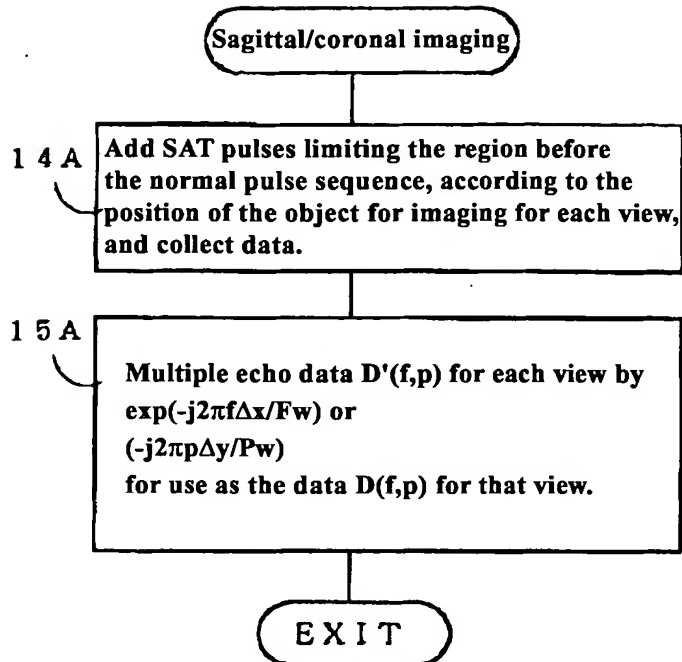 Sagittal/coronal imaging
14A
Add SAT pulses limiting the region before
the normal pulse sequence, according to the
position of the object for imaging for each view,
and collect data.
15A
Multiple echo data D'(f,p) for each view by
exp(-j2πfΔx/Fw) or
(-j2πpΔy/Pw)
for use as the data D(f,p) for that view.
EXIT